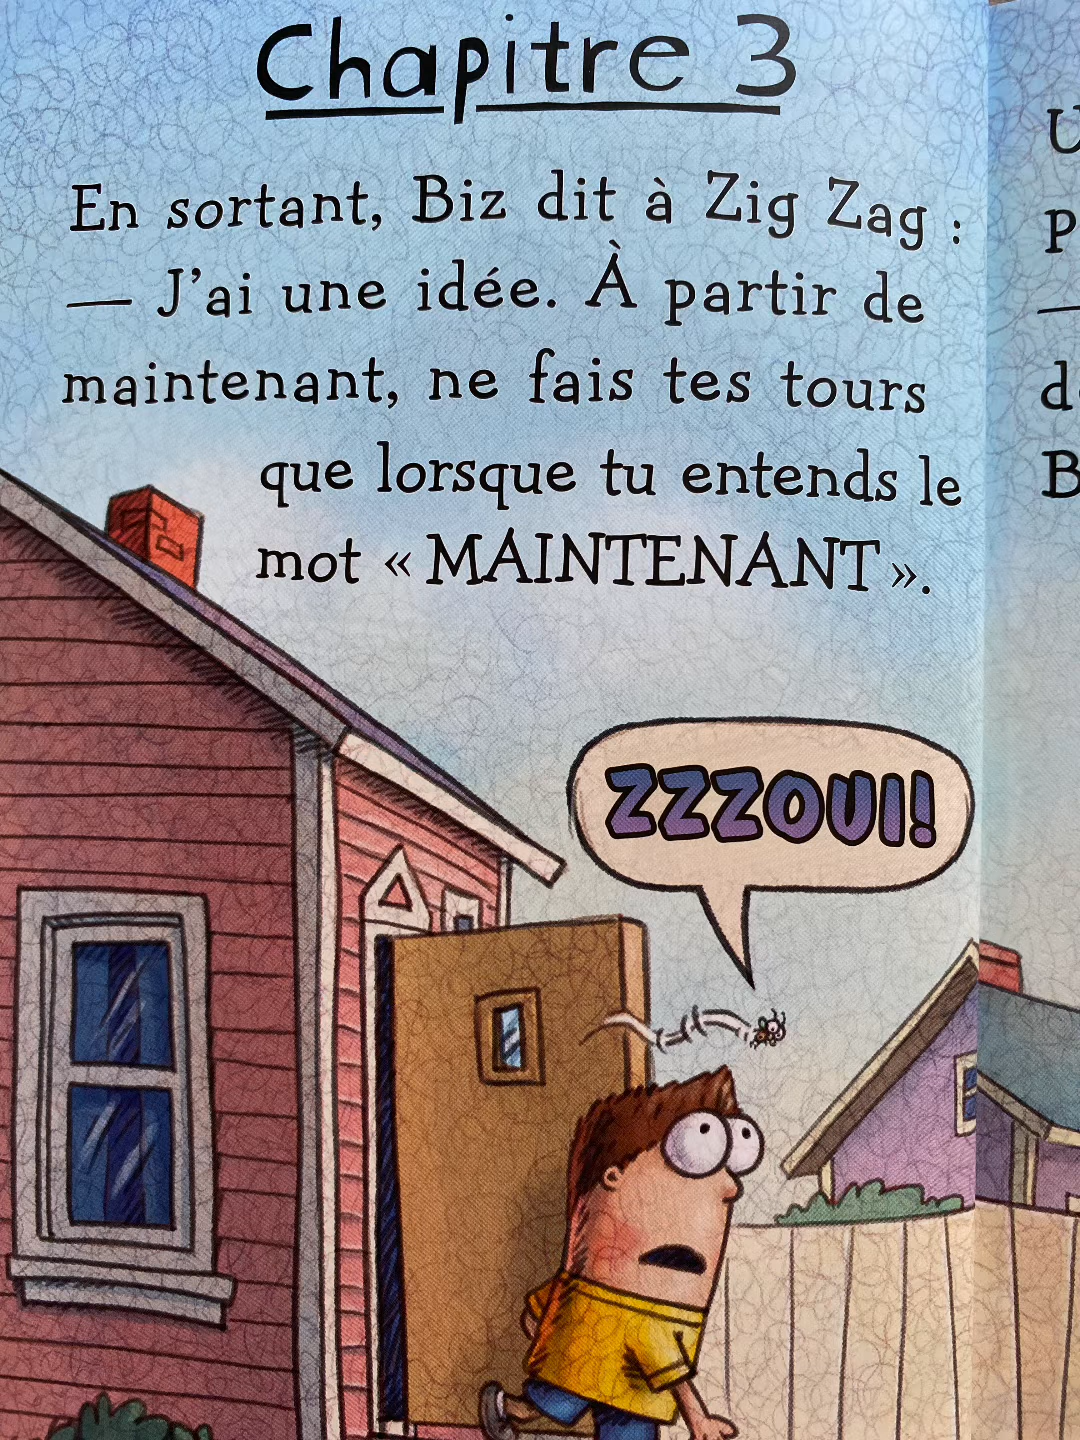 Chapitre 3
En sortant, Biz dit à Zig Zag :
— J'ai une idée. À partir de
maintenant, ne fais tes tours
que lorsque tu entends le
mot « MAINTENANT ».
ZZZOUI!